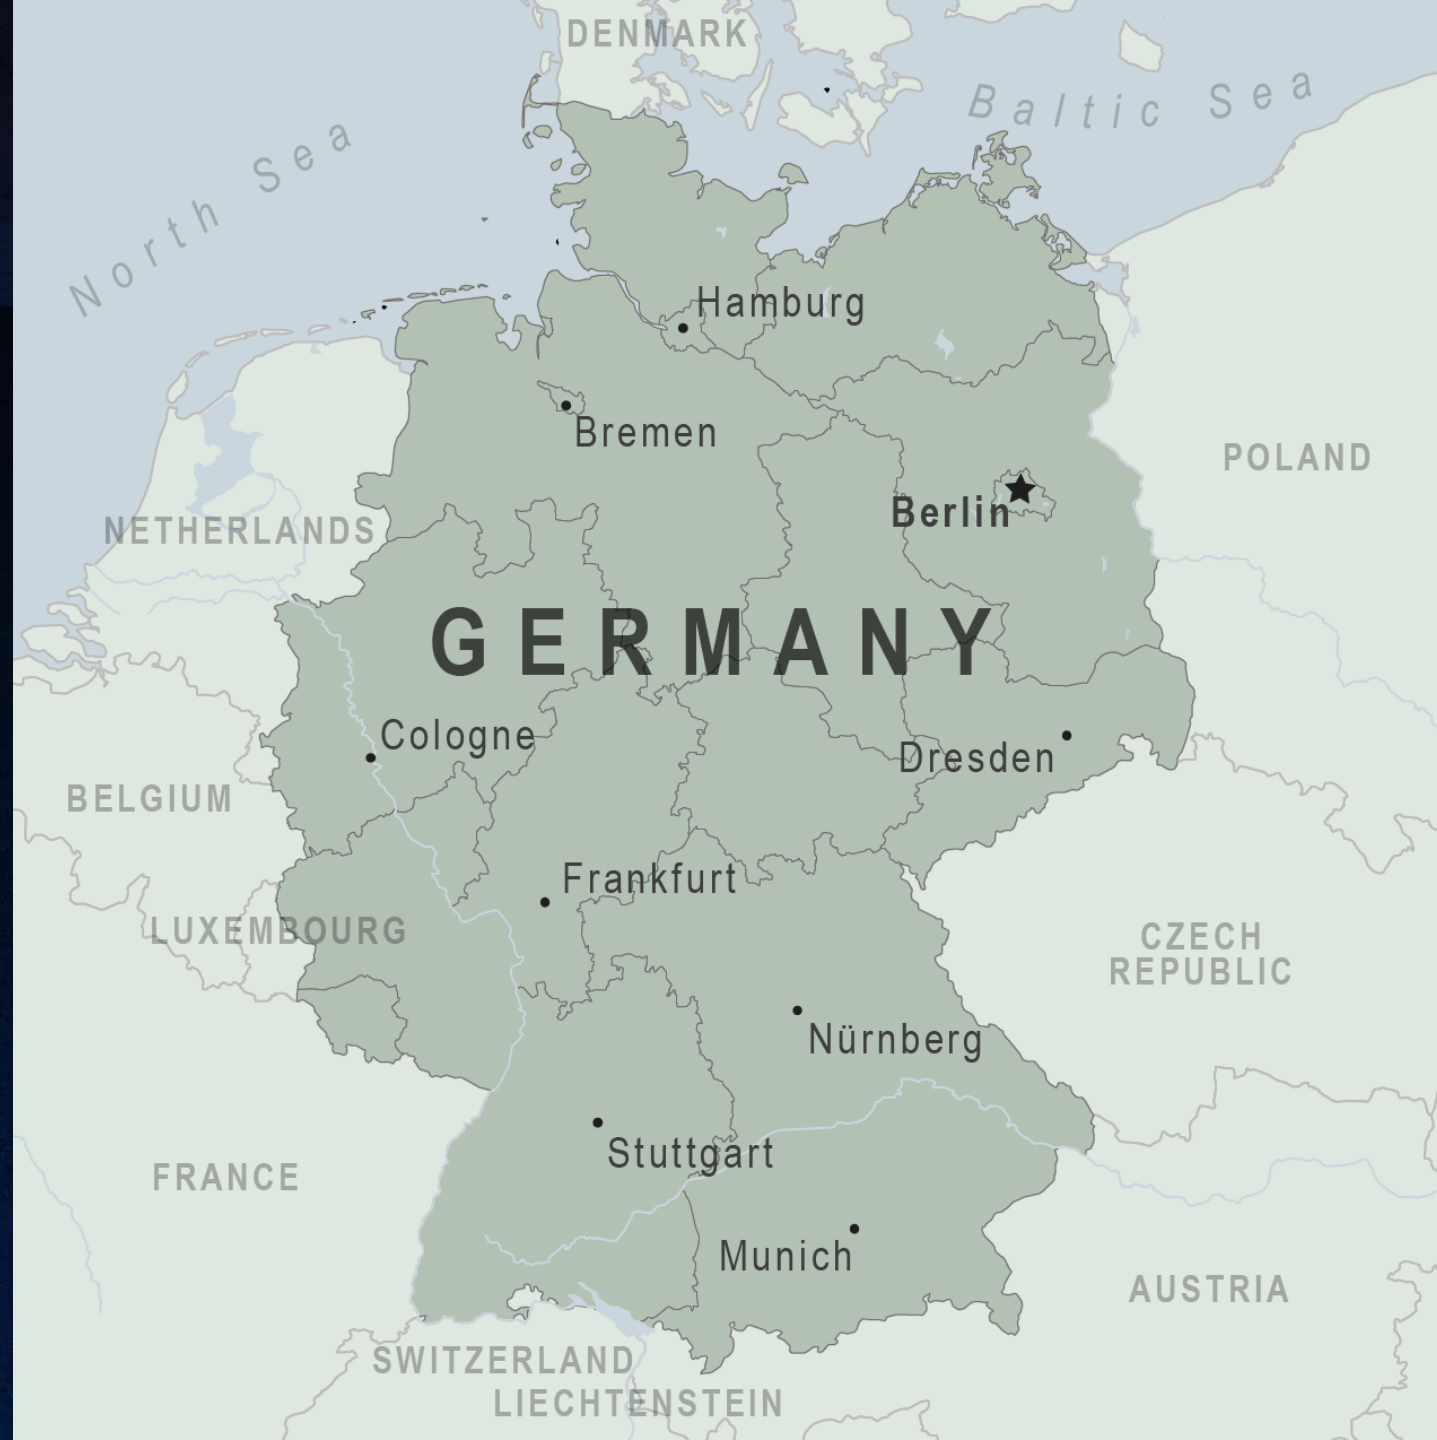 DENMARK
Baltic Sea
North Sea
Hamburg
Bremen
POLAND
Berlin
NETHERLANDS
GERMANY
Cologne
Dresden
BELGIUM
Frankfurt
LUXEMBOURG
CZECH
REPUBLIC
Nürnberg
Stuttgart
FRANCE
Munich
AUSTRIA
SWITZERLAND
LIECHTENSTEIN